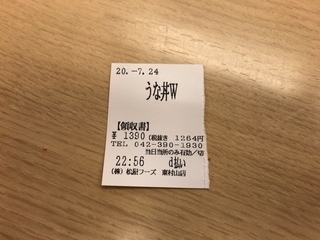 20.-7.24
うな丼W
【領収書】
¥ 1390 (税抜き 1264円
TEL 042-390-1930
当日当所のみ有効／切
22:56 d払い
(株) 松屋フーズ 東村山店